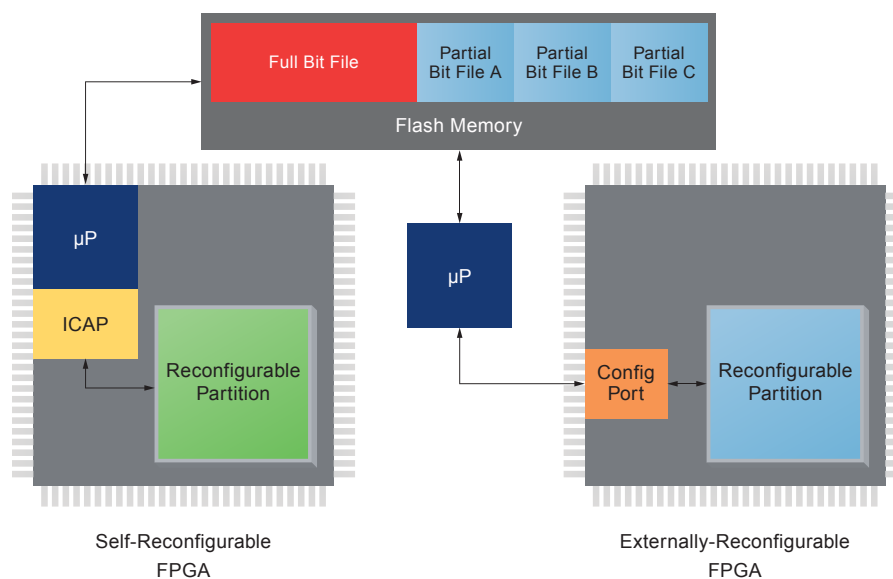 Full Bit File
Partial
Bit File A
Partial
Bit File B
Partial
Bit File C
Flash Memory
µP
ICAP
Reconfigurable
Partition
µP
Config
Port
Reconfigurable
Partition
Self-Reconfigurable
FPGA
Externally-Reconfigurable
FPGA